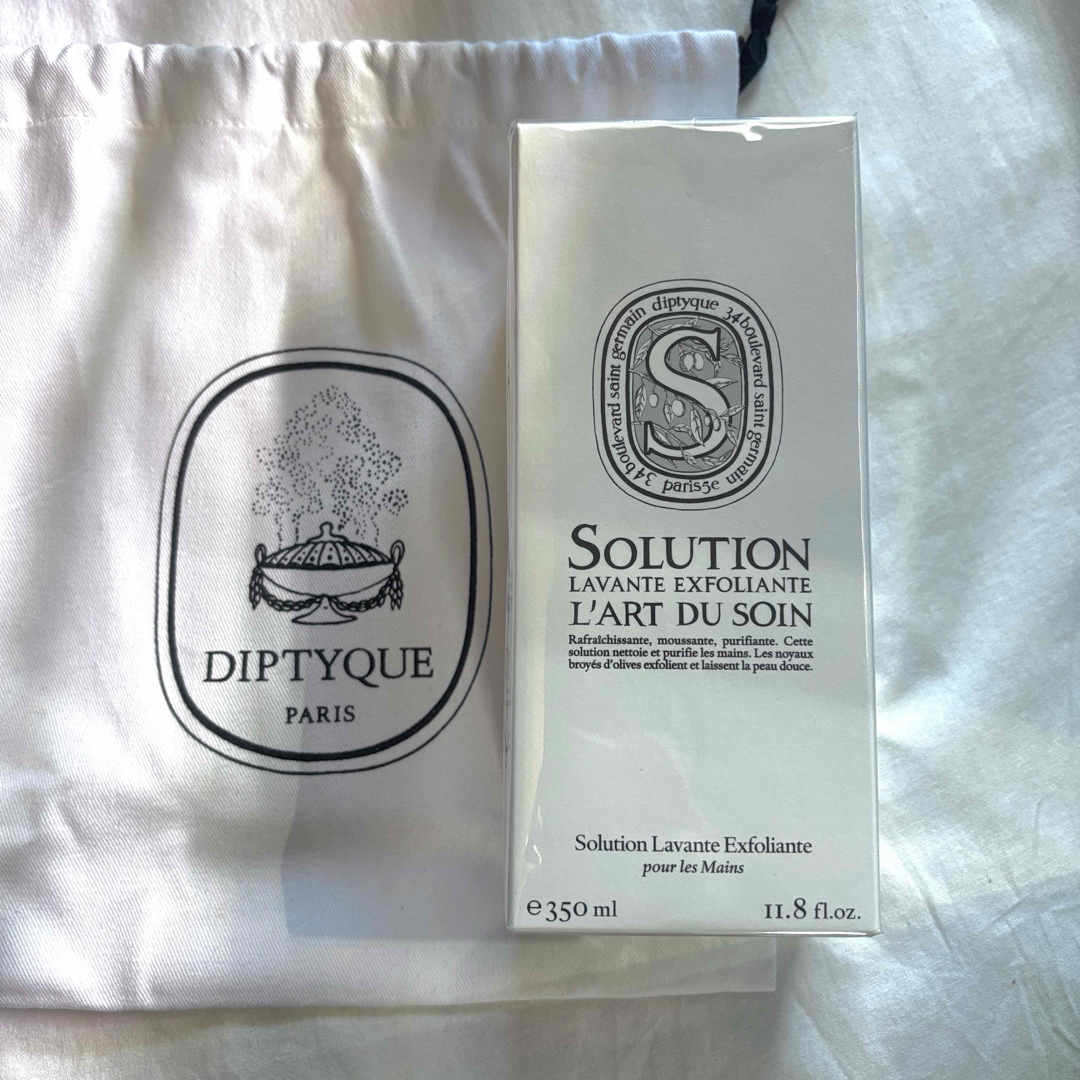 DIPTYQUE
PARIS
34 boulevard saint germain diptyque 34 boulevard saint germain
paris5e
S
SOLUTION
LAVANTE EXFOLIANTE
L'ART DU SOIN
Rafraîchissante, moussante, purifiante. Cette
solution nettoie et purifie les mains. Les noyaux
broyés d'olives exfolient et laissent la peau douce.
Solution Lavante Exfoliante
pour les Mains
e 350 ml
11.8 fl.oz.